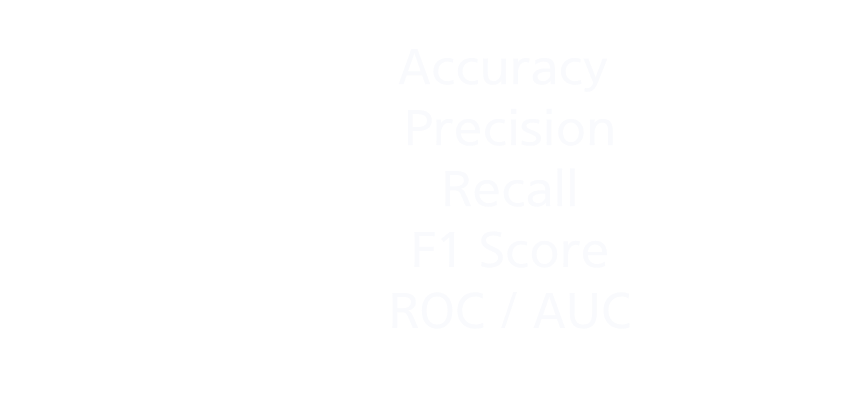 Accuracy
Precision
Recall
F1 Score
ROC / AUC